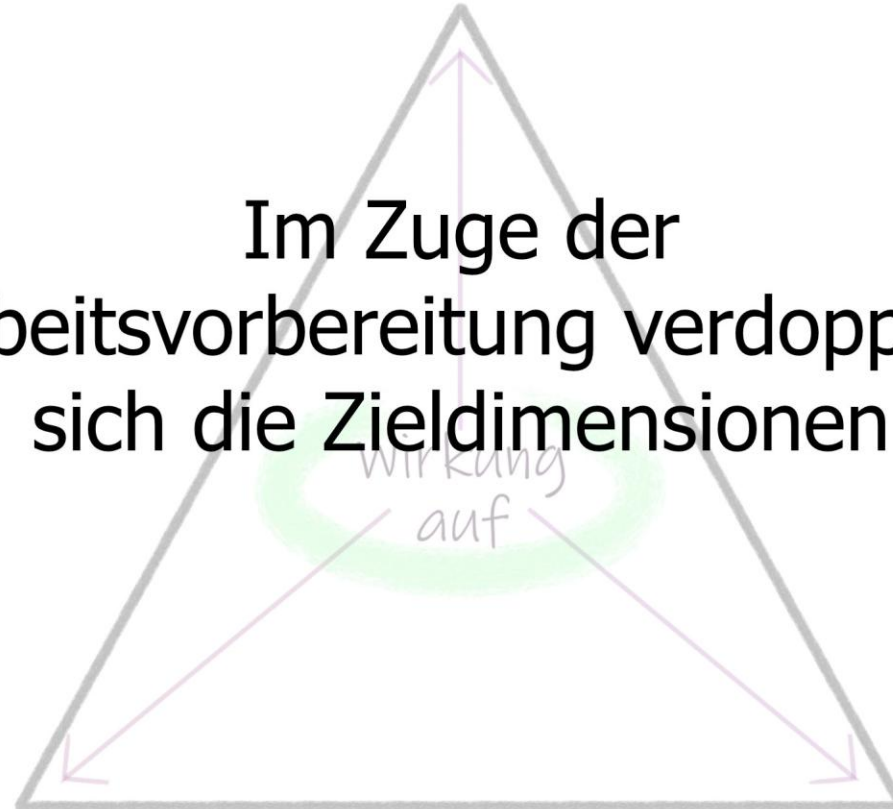 Im Zuge der
beitsvorbereitung verdopp
sich die Zieldimensionen
wirkung
auf